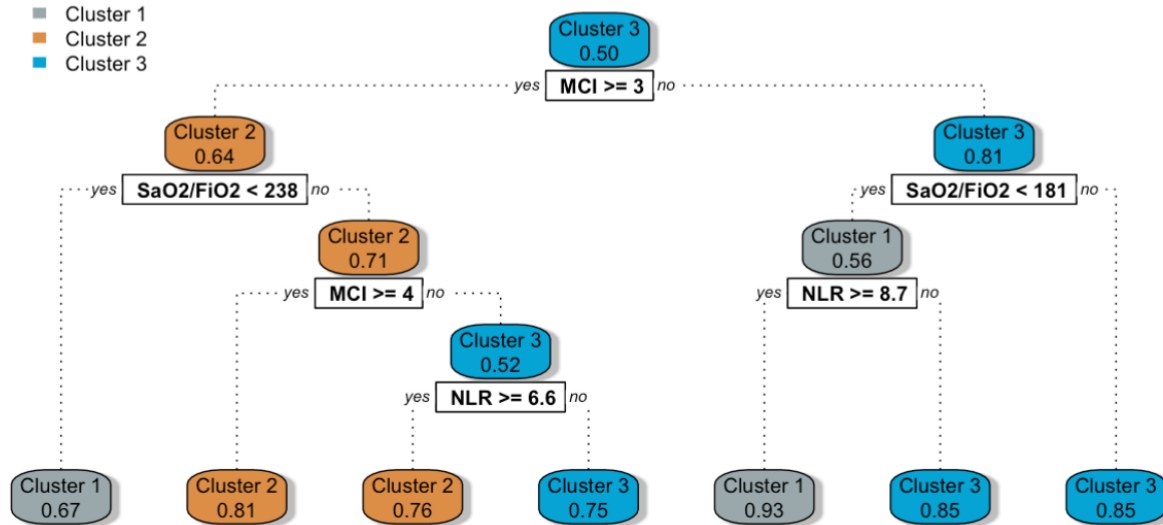 Cluster 1
Cluster 2
Cluster 3
Cluster 3
0.50
yes MCI >= 3 no
Cluster 2
0.64
yes SaO2/FiO2 < 238 no
Cluster 3
0.81
yes SaO2/FiO2 < 181 no
Cluster 2
0.71
yes MCI >= 4 no
Cluster 1
0.56
yes NLR >= 8.7 no
Cluster 3
0.52
yes NLR >= 6.6 no
Cluster 1
0.67
Cluster 2
0.81
Cluster 2
0.76
Cluster 3
0.75
Cluster 1
0.93
Cluster 3
0.85
Cluster 3
0.85